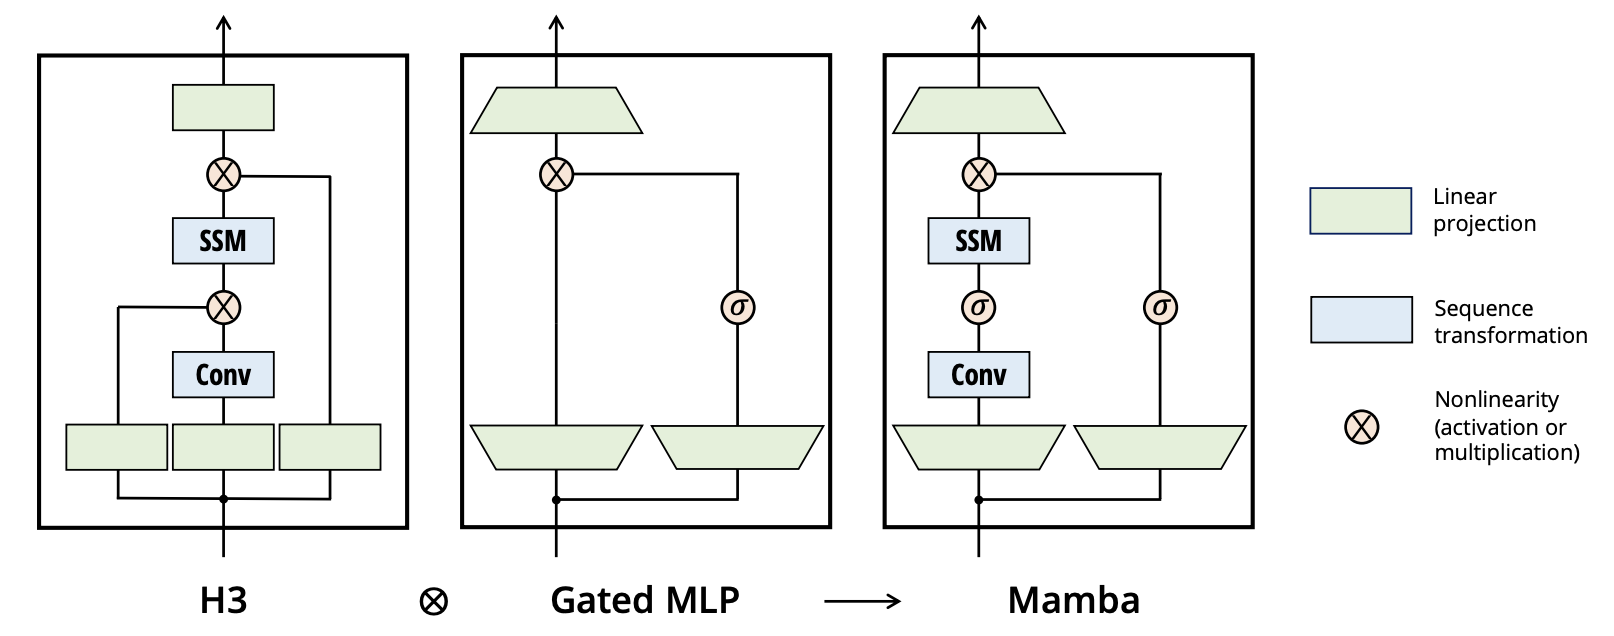 SSM
Conv
σ
SSM
σ
σ
Conv
Linear
projection
Sequence
transformation
Nonlinearity
(activation or
multiplication)
H3 ⊗ Gated MLP → Mamba